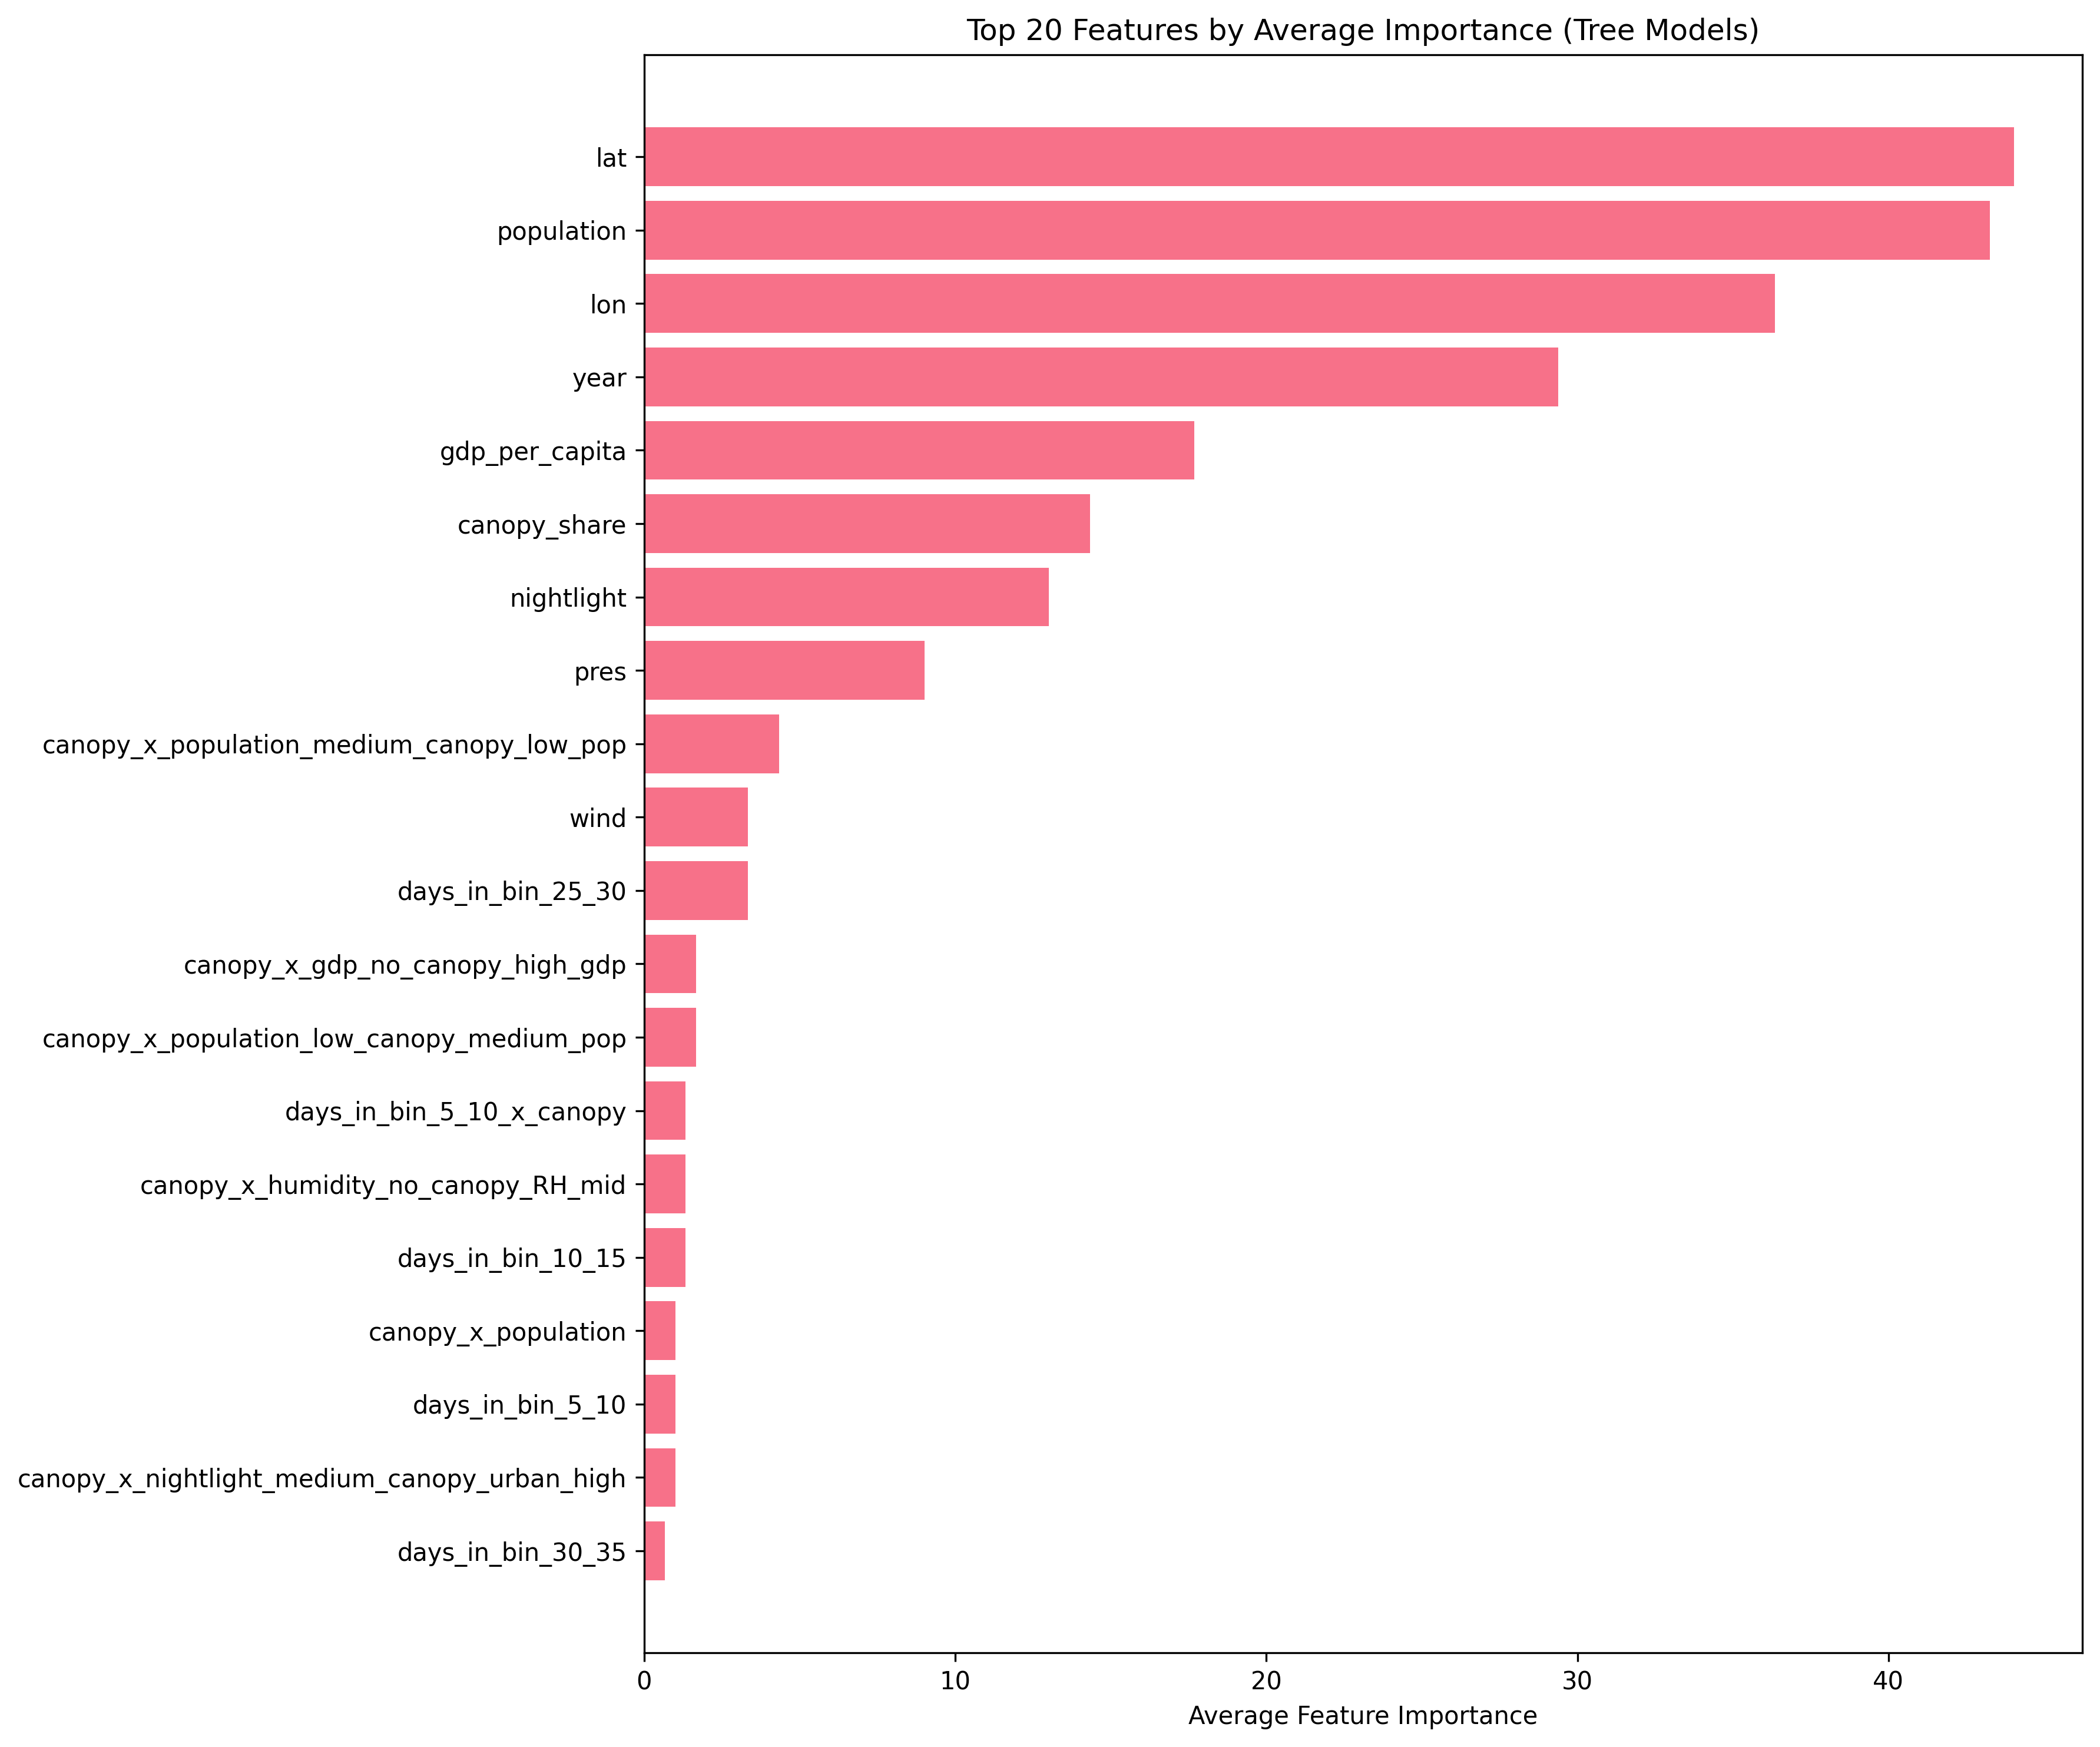 Top 20 Features by Average Importance (Tree Models)
lat
population
lon
year
gdp_per_capita
canopy_share
nightlight
pres
canopy_x_population_medium_canopy_low_pop
wind
days_in_bin_25_30
canopy_x_gdp_no_canopy_high_gdp
canopy_x_population_low_canopy_medium_pop
days_in_bin_5_10_x_canopy
canopy_x_humidity_no_canopy_RH_mid
days_in_bin_10_15
canopy_x_population
days_in_bin_5_10
canopy_x_nightlight_medium_canopy_urban_high
days_in_bin_30_35
0 10 20 30 40
Average Feature Importance